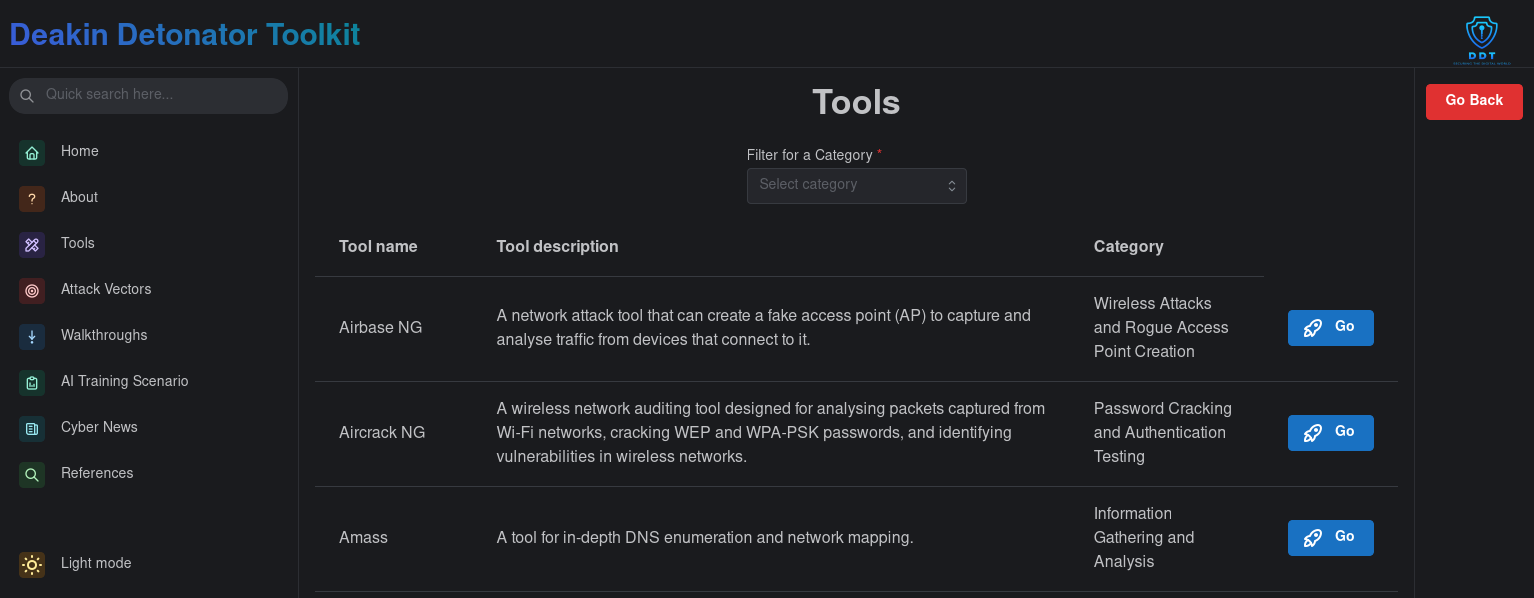 Deakin Detonator Toolkit
DDT
Quick search here...
Home
? About
Tools
Attack Vectors
Walkthroughs
AI Training Scenario
Cyber News
References
Light mode
Tools
Go Back
Filter for a Category *
Select category
Tool name Tool description Category
Airbase NG
A network attack tool that can create a fake access point (AP) to capture and
analyse traffic from devices that connect to it.
Wireless Attacks
and Rogue Access
Point Creation
Go
Aircrack NG
A wireless network auditing tool designed for analysing packets captured from
Wi-Fi networks, cracking WEP and WPA-PSK passwords, and identifying
vulnerabilities in wireless networks.
Password Cracking
and Authentication
Testing
Go
Amass
A tool for in-depth DNS enumeration and network mapping.
Information
Gathering and
Analysis
Go